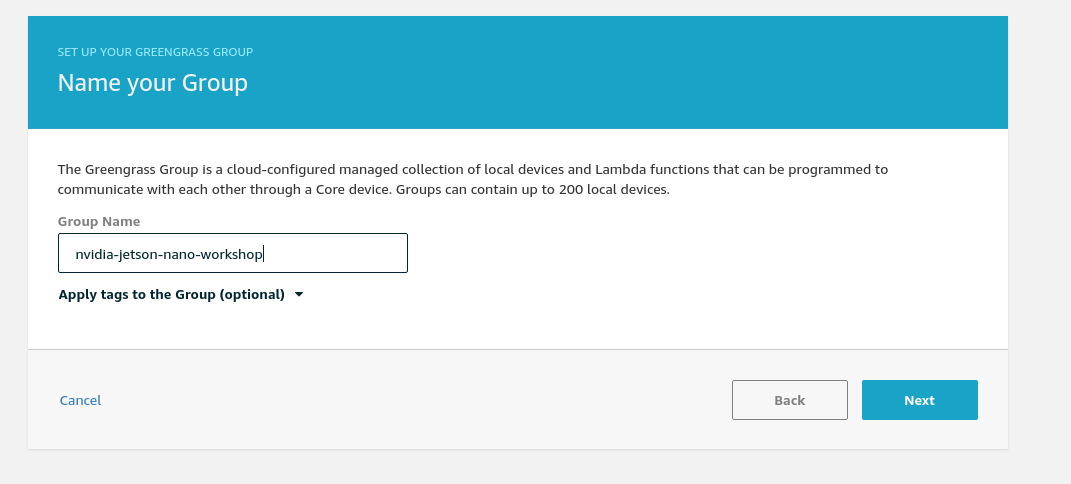 SET UP YOUR GREENGRASS GROUP
Name your Group
The Greengrass Group is a cloud-configured managed collection of local devices and Lambda functions that can be programmed to
communicate with each other through a Core device. Groups can contain up to 200 local devices.
Group Name
nvidia-jetson-nano-workshop
Apply tags to the Group (optional)
Cancel
Back
Next